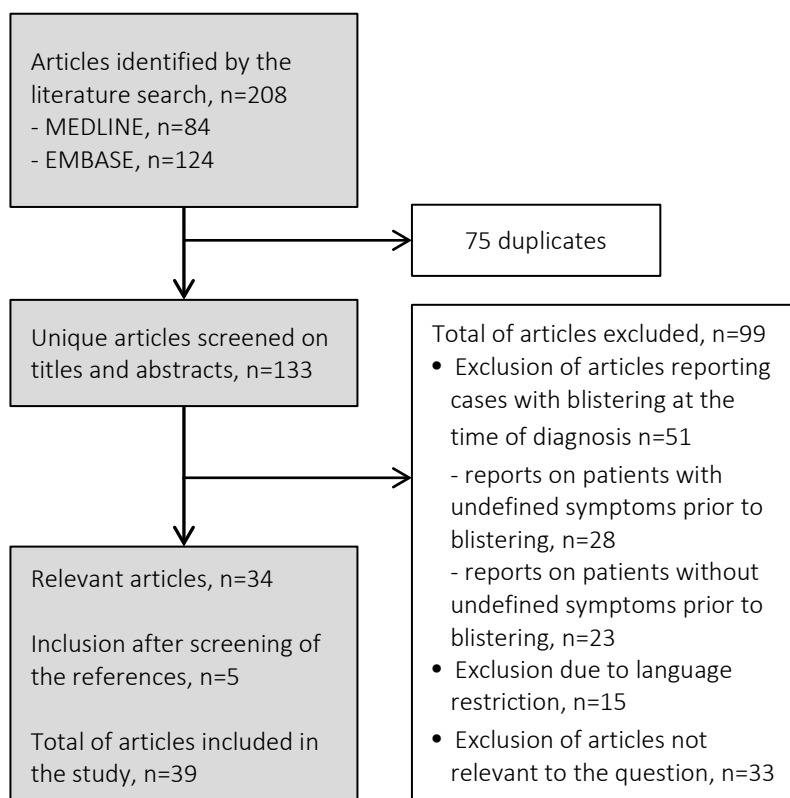 Articles identified by the
literature search, n=208
- MEDLINE, n=84
- EMBASE, n=124
75 duplicates
Unique articles screened on
titles and abstracts, n=133
Total of articles excluded, n=99
• Exclusion of articles reporting
cases with blistering at the
time of diagnosis n=51
- reports on patients with
undefined symptoms prior to
blistering, n=28
- reports on patients without
undefined symptoms prior to
blistering, n=23
• Exclusion due to language
restriction, n=15
• Exclusion of articles not
relevant to the question, n=33
Relevant articles, n=34
Inclusion after screening of
the references, n=5
Total of articles included in
the study, n=39